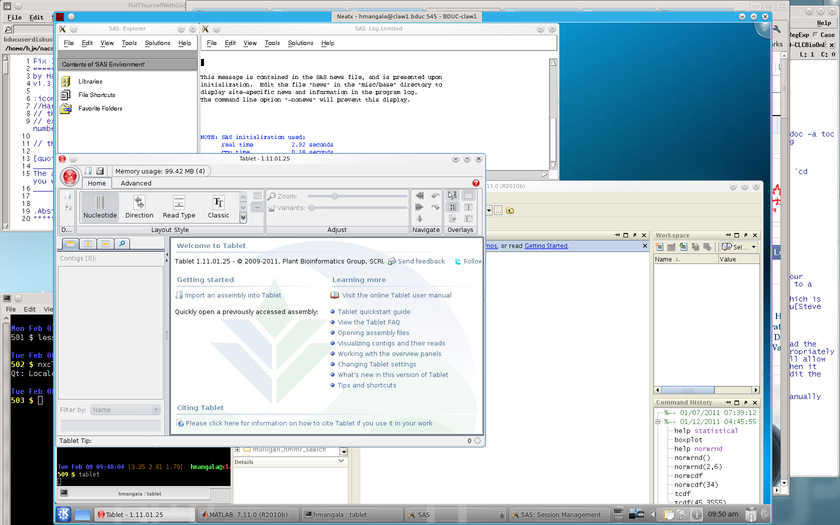 Neatx - hmangala@claw1.bduc:545 - BDUC-claw1
SAS: Explorer
File Edit View Tools Solutions Help
Contents of 'SAS Environment'
Libraries
File Shortcuts
Favorite Folders
SAS: Log-Untitled
File Edit View Tools Solutions Help
This message is contained in the SAS news file, and is presented upon
initialization. Edit the file "news" in the "misc/base" directory to
display site-specific news and information in the program log.
The command line option "-nonews" will prevent this display.
NOTE: SAS initialization used:
real time 2.92 seconds
Tablet - 1.11.01.25
Memory usage: 99.42 MB (4)
Home Advanced
Nucleotide Direction Read Type Classic
Zoom:
Variants:
D... Layout Style Adjust Navigate Overlays
Contigs (0):
Filter by: Name
Welcome to Tablet
Tablet 1.11.01.25 - © 2009-2011, Plant Bioinformatics Group, SCRI. Send feedback Follow
Getting started
Import an assembly into Tablet
Quickly open a previously accessed assembly:
Learning more
Visit the online Tablet user manual
Tablet quickstart guide
View the Tablet FAQ
Opening assembly files
Visualizing contigs and their reads
Working with the overview panels
Changing Tablet settings
What's new in this version of Tablet
Tips and shortcuts
Citing Tablet
Please click here for information on how to cite Tablet if you use it in your work
Tablet Tip:
0
11.0 (R2010b)
mos, or read Getting Started.
Workspace
Sel...
Name Value
Command History
%-- 01/07/2011 07:39:12
%-- 01/12/2011 04:45:55
help statistical
boxplot
help normrnd
normrnd()
normrnd(2,6)
normcdf
normcdf(34)
tcdf
tcdf(45,3555)
File Edit
501 $ less
Tue Feb 08
502 $ nxcl
Qt: Locale
Tue Feb 08
503 $
Tue Feb 08 09:48:04 [3.25 2.61 1.79] hmangala@cl
509 $ tablet
hmangala : tablet
mulligan_hmmr_search
Details
Tablet - 1.11.01.25
MATLAB 7.11.0 (R2010b)
hmangala : tablet
SAS
6
SAS: Session Management
09:50 am